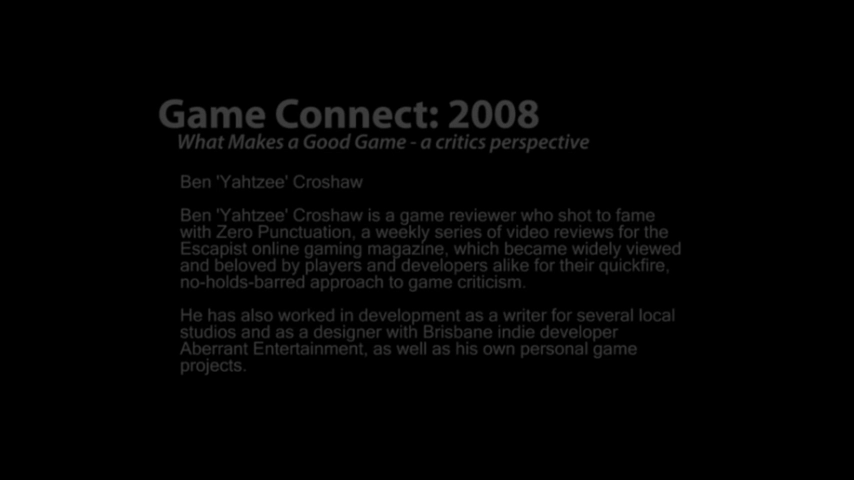 Game Connect: 2008
What Makes a Good Game - a critics perspective
Ben 'Yahtzee' Croshaw
Ben 'Yahtzee' Croshaw is a game reviewer who shot to fame
with Zero Punctuation, a weekly series of video reviews for the
Escapist online gaming magazine, which became widely viewed
and beloved by players and developers alike for their quickfire,
no-holds-barred approach to game criticism.
He has also worked in development as a writer for several local
studios and as a designer with Brisbane indie developer
Aberrant Entertainment, as well as his own personal game
projects.